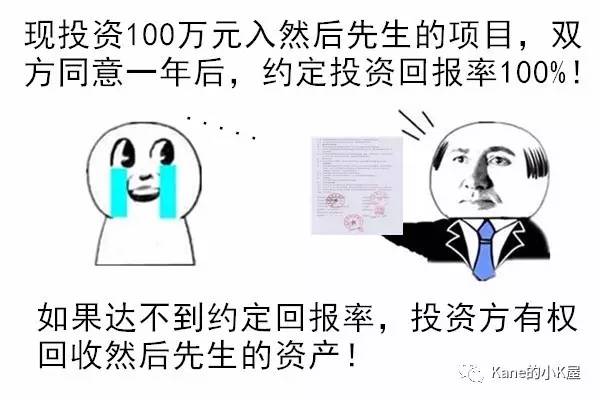 现投资100万元入然后先生的项目，双
方同意一年后，约定投资回报率100%！
如果达不到约定回报率，投资方有权
回收然后先生的资产！
Kane的小K屋